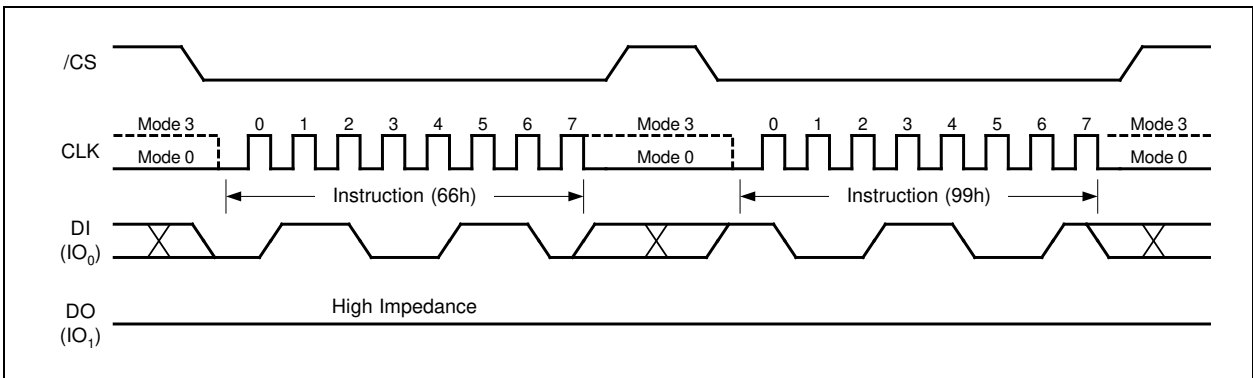 /CS
Mode 3 0 1 2 3 4 5 6 7 Mode 3 0 1 2 3 4 5 6 7 Mode 3
CLK
Mode 0 Mode 0 Mode 0
Instruction (66h) Instruction (99h)
DI
(IO0)
High Impedance
DO
(IO1)